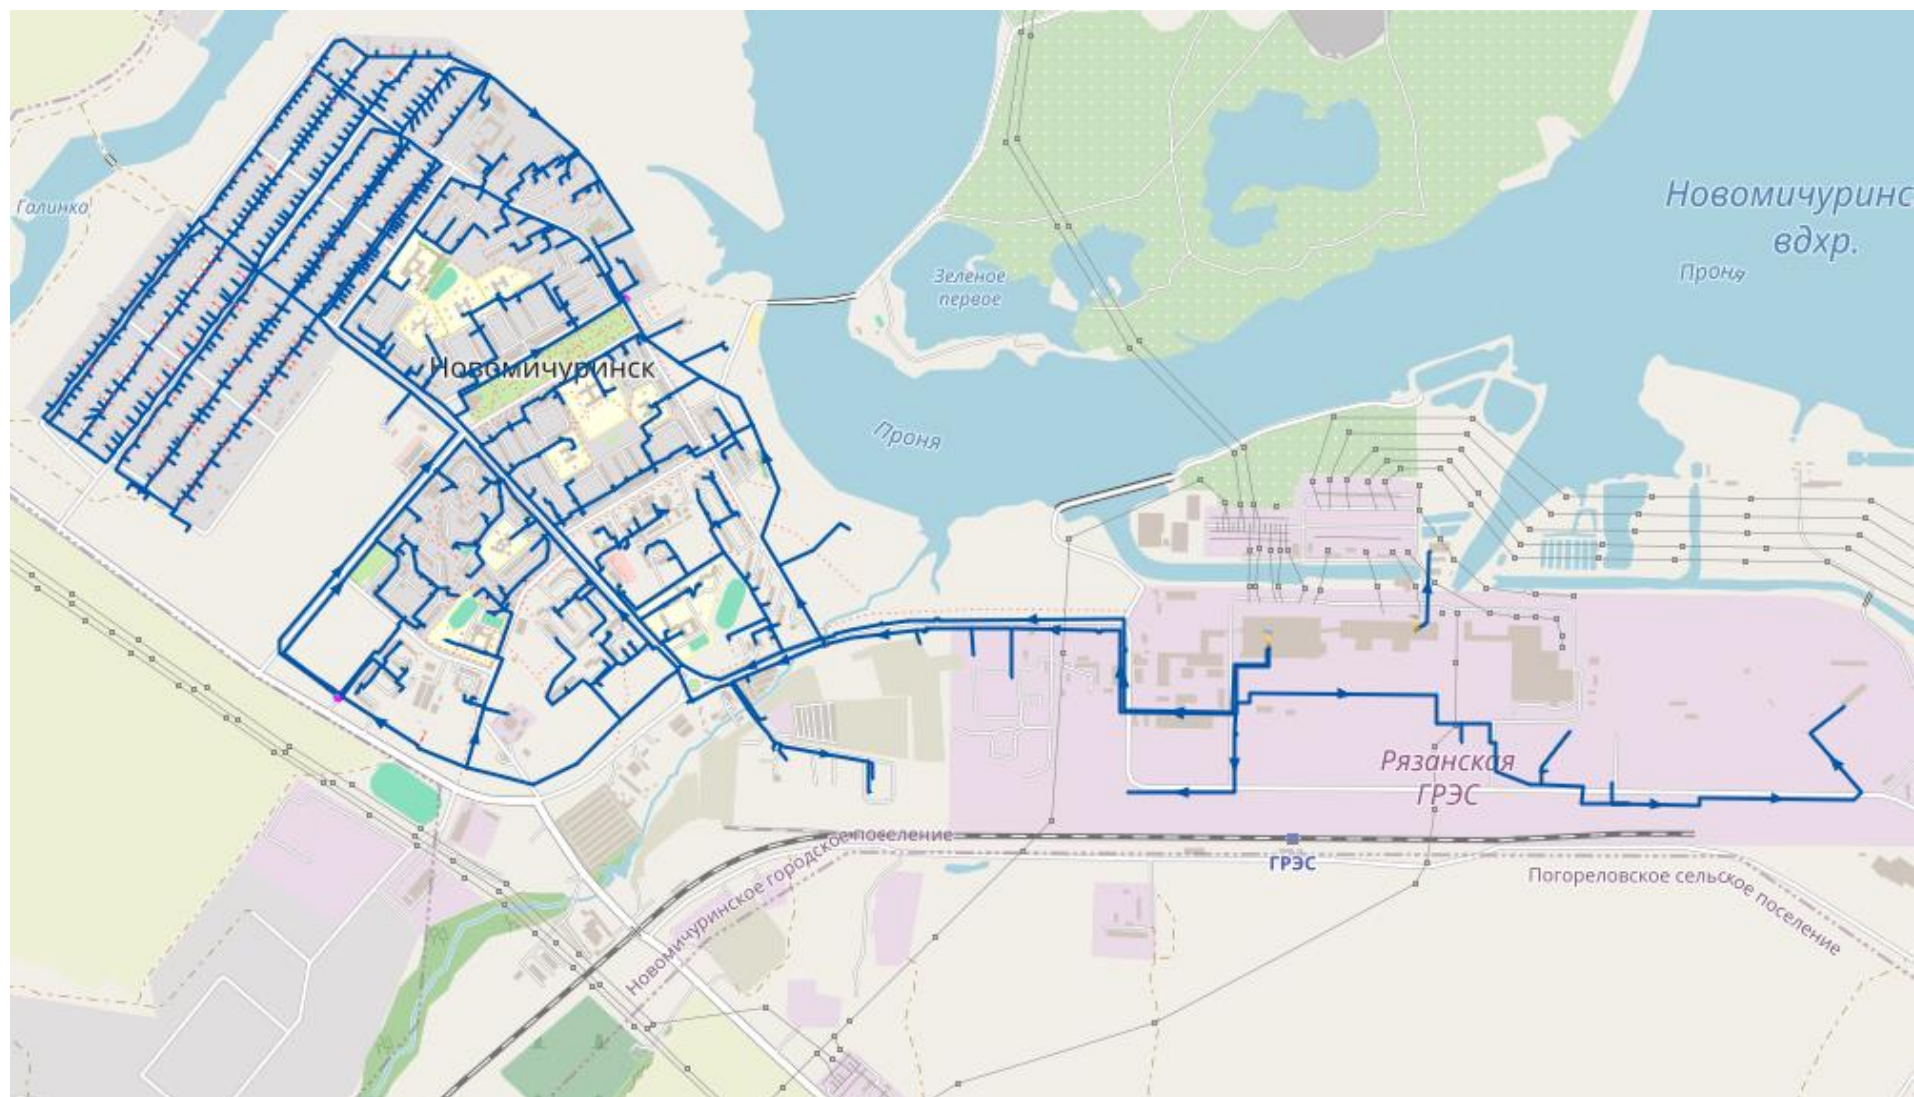 Новомичуринс
вдхр.
Галинка
Проня
Зеленое
первое
Новомичуринск
Проня
Рязанская
ГРЭС
Новомичуринское городское поселение
ГРЭС
Погореловское сельское поселение